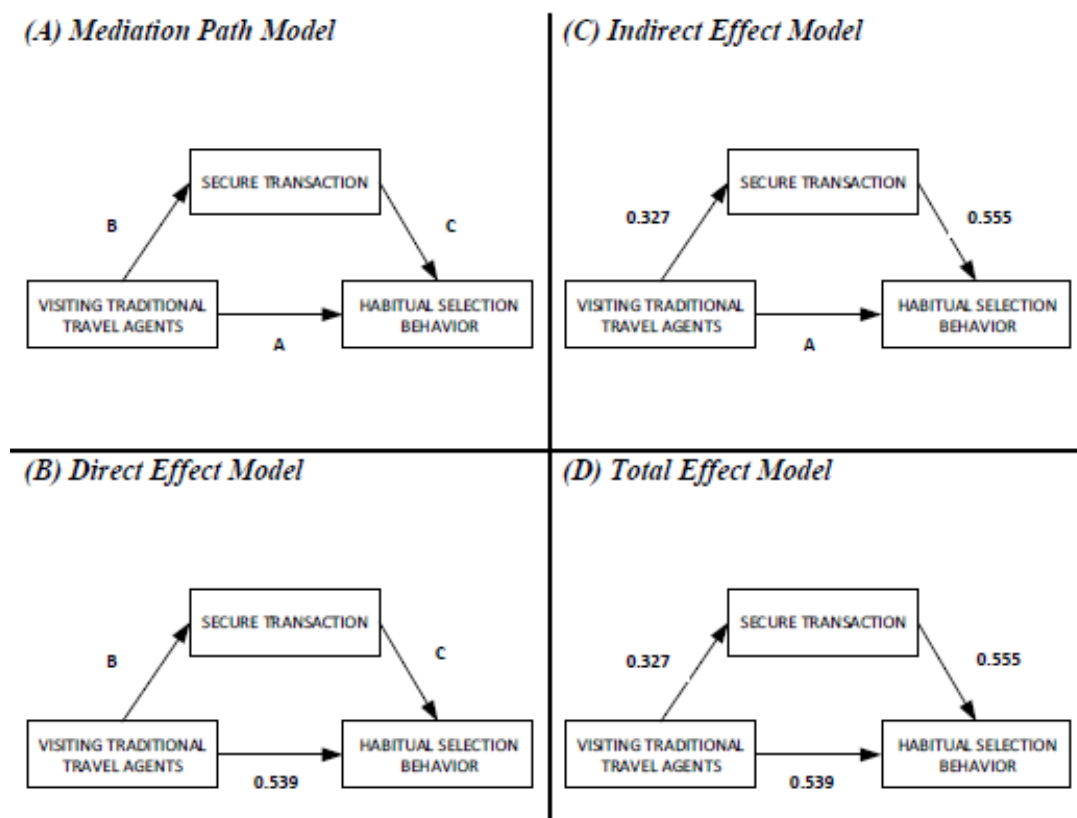 (A) Mediation Path Model
SECURE TRANSACTION
B
C
VISITING TRADITIONAL
TRAVEL AGENTS
HABITUAL SELECTION
BEHAVIOR
A
(C) Indirect Effect Model
SECURE TRANSACTION
0.327
0.555
VISITING TRADITIONAL
TRAVEL AGENTS
HABITUAL SELECTION
BEHAVIOR
A
(B) Direct Effect Model
SECURE TRANSACTION
B
C
VISITING TRADITIONAL
TRAVEL AGENTS
HABITUAL SELECTION
BEHAVIOR
0.539
(D) Total Effect Model
SECURE TRANSACTION
0.327
0.555
VISITING TRADITIONAL
TRAVEL AGENTS
HABITUAL SELECTION
BEHAVIOR
0.539